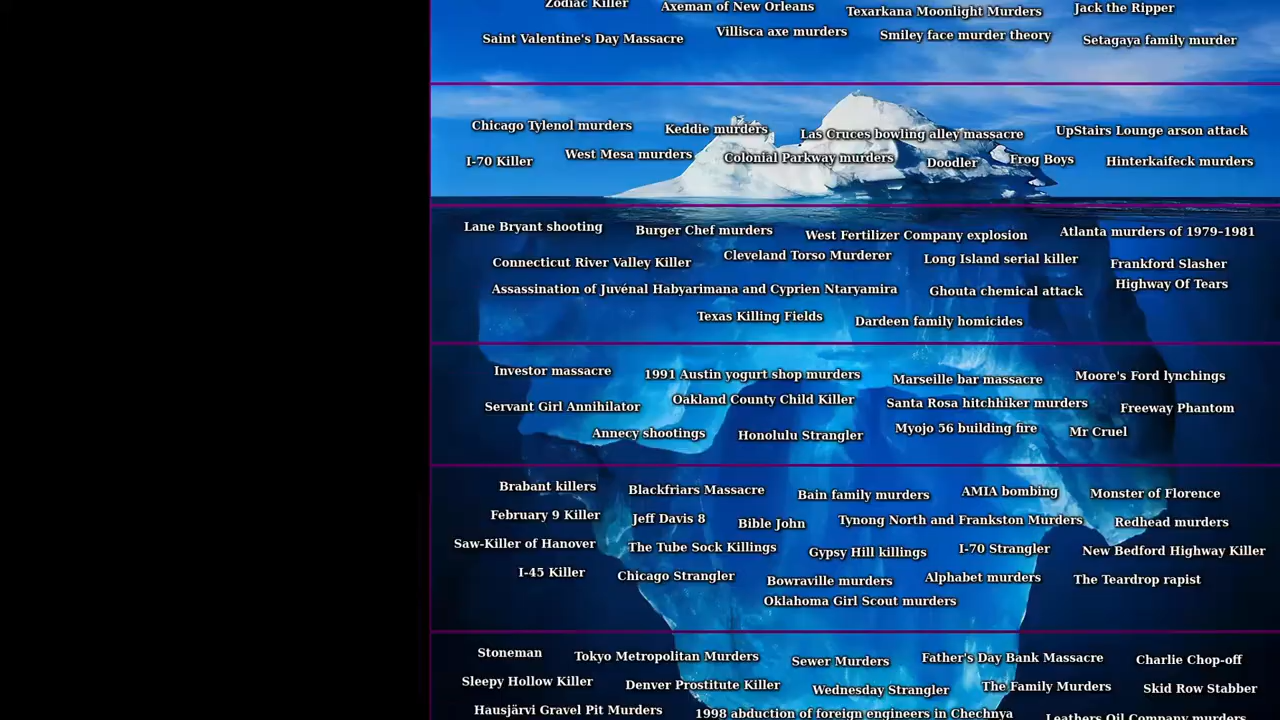 Zodiac Killer
Axeman of New Orleans
Texarkana Moonlight Murders
Jack the Ripper
Saint Valentine's Day Massacre
Villisca axe murders
Smiley face murder theory
Setagaya family murder
Chicago Tylenol murders
Keddie murders
Las Cruces bowling alley massacre
UpStairs Lounge arson attack
I-70 Killer
West Mesa murders
Colonial Parkway murders
Doodler
Frog Boys
Hinterkaifeck murders
Lane Bryant shooting
Burger Chef murders
West Fertilizer Company explosion
Atlanta murders of 1979–1981
Connecticut River Valley Killer
Cleveland Torso Murderer
Long Island serial killer
Frankford Slasher
Assassination of Juvénal Habyarimana and Cyprien Ntaryamira
Ghouta chemical attack
Highway Of Tears
Texas Killing Fields
Dardeen family homicides
Investor massacre
1991 Austin yogurt shop murders
Marseille bar massacre
Moore's Ford lynchings
Servant Girl Annihilator
Oakland County Child Killer
Santa Rosa hitchhiker murders
Freeway Phantom
Annecy shootings
Honolulu Strangler
Myojo 56 building fire
Mr Cruel
Brabant killers
Blackfriars Massacre
Bain family murders
AMIA bombing
Monster of Florence
February 9 Killer
Jeff Davis 8
Bible John
Tynong North and Frankston Murders
Redhead murders
Saw-Killer of Hanover
The Tube Sock Killings
Gypsy Hill killings
I-70 Strangler
New Bedford Highway Killer
I-45 Killer
Chicago Strangler
Bowraville murders
Alphabet murders
The Teardrop rapist
Oklahoma Girl Scout murders
Stoneman
Tokyo Metropolitan Murders
Sewer Murders
Father's Day Bank Massacre
Charlie Chop-off
Sleepy Hollow Killer
Denver Prostitute Killer
Wednesday Strangler
The Family Murders
Skid Row Stabber
Hausjärvi Gravel Pit Murders
1998 abduction of foreign engineers in Chechnya
Leathers Oil Company murders